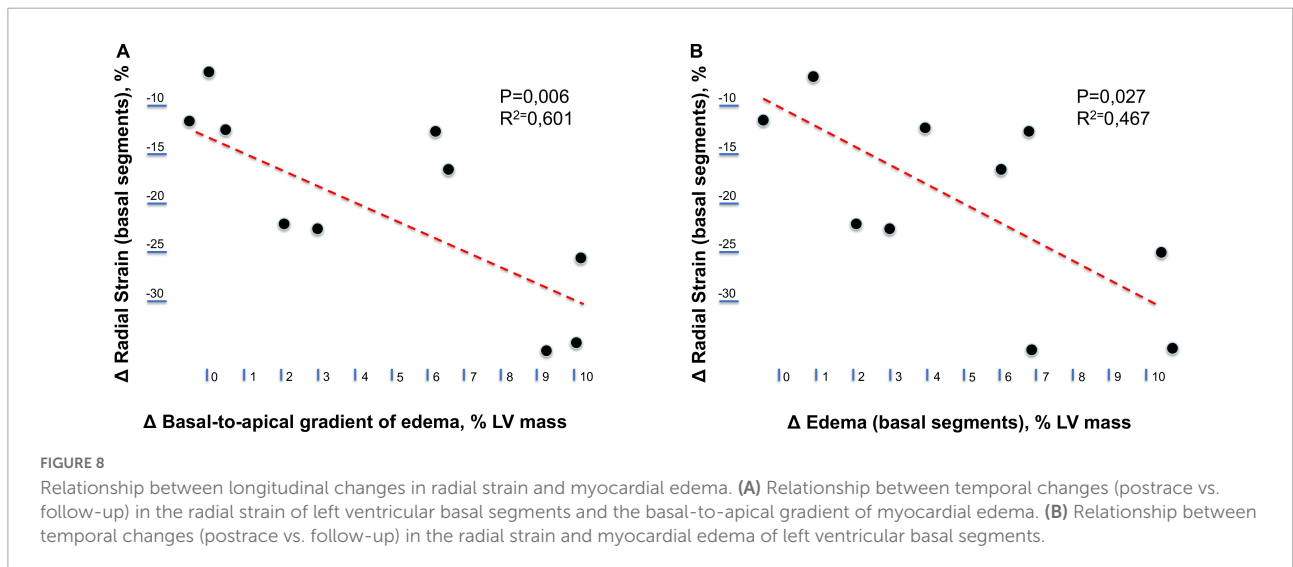 A
Δ Radial Strain (basal segments), %
-10
-15
-20
-25
-30
P=0,006
R²⁼0,601
0 1 2 3 4 5 6 7 8 9 10
Δ Basal-to-apical gradient of edema, % LV mass
B
Δ Radial Strain (basal segments), %
-10
-15
-20
-25
-30
P=0,027
R²⁼0,467
0 1 2 3 4 5 6 7 8 9 10
Δ Edema (basal segments), % LV mass
FIGURE 8
Relationship between longitudinal changes in radial strain and myocardial edema. (A) Relationship between temporal changes (postrace vs.
follow-up) in the radial strain of left ventricular basal segments and the basal-to-apical gradient of myocardial edema. (B) Relationship between
temporal changes (postrace vs. follow-up) in the radial strain and myocardial edema of left ventricular basal segments.